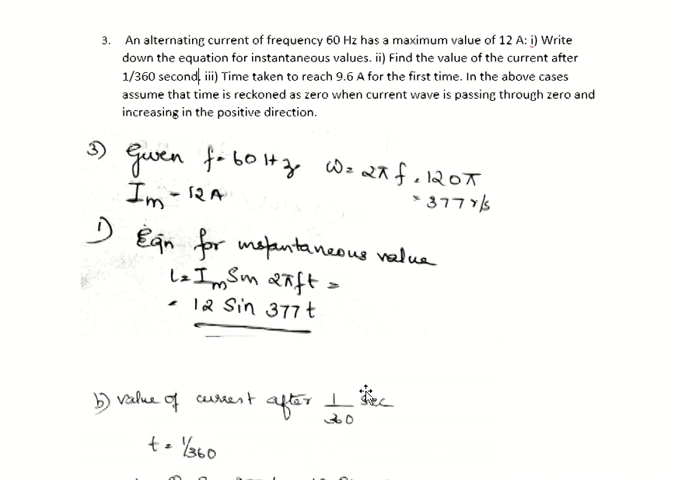 3. An alternating current of frequency 60 Hz has a maximum value of 12 A: i) Write
down the equation for instantaneous values. ii) Find the value of the current after
1/360 second iii) Time taken to reach 9.6 A for the first time. In the above cases
assume that time is reckoned as zero when current wave is passing through zero and
increasing in the positive direction.
3) Given f = 60 Hz ω = 2πf = 120π
Im - 12A = 377 r/s
1) Eqn for instantaneous value
i = Im Sin 2πft =
= 12 Sin 377 t
b) value of current after 1/360 sec
t = 1/360